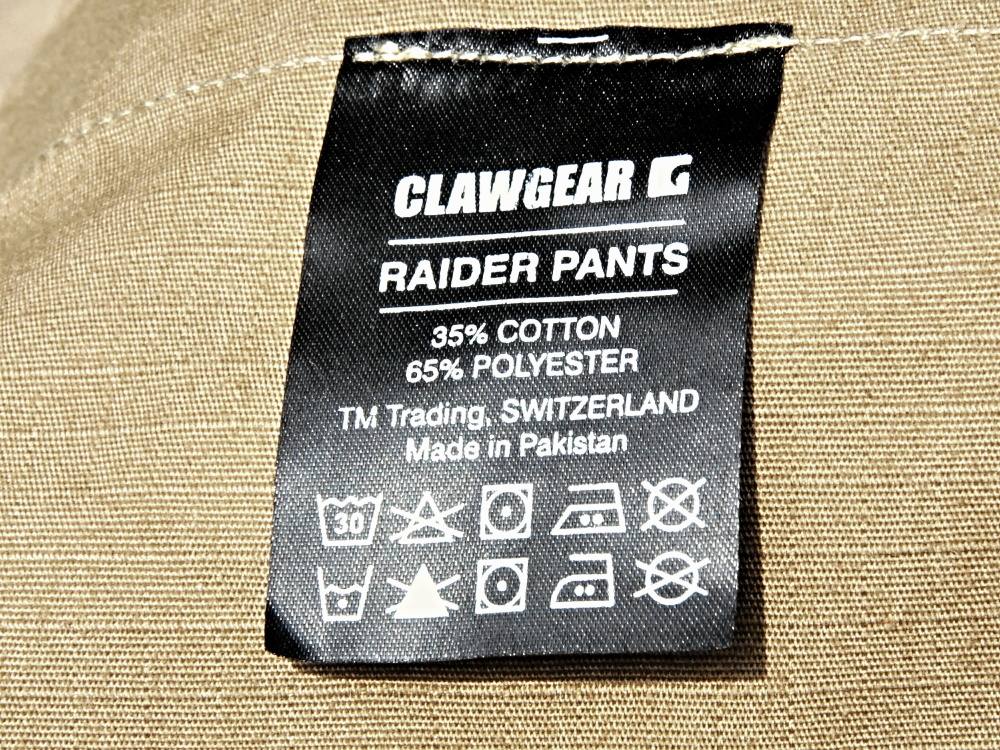 CLAWGEAR
RAIDER PANTS
35% COTTON
65% POLYESTER
TM Trading, SWITZERLAND
Made in Pakistan
30